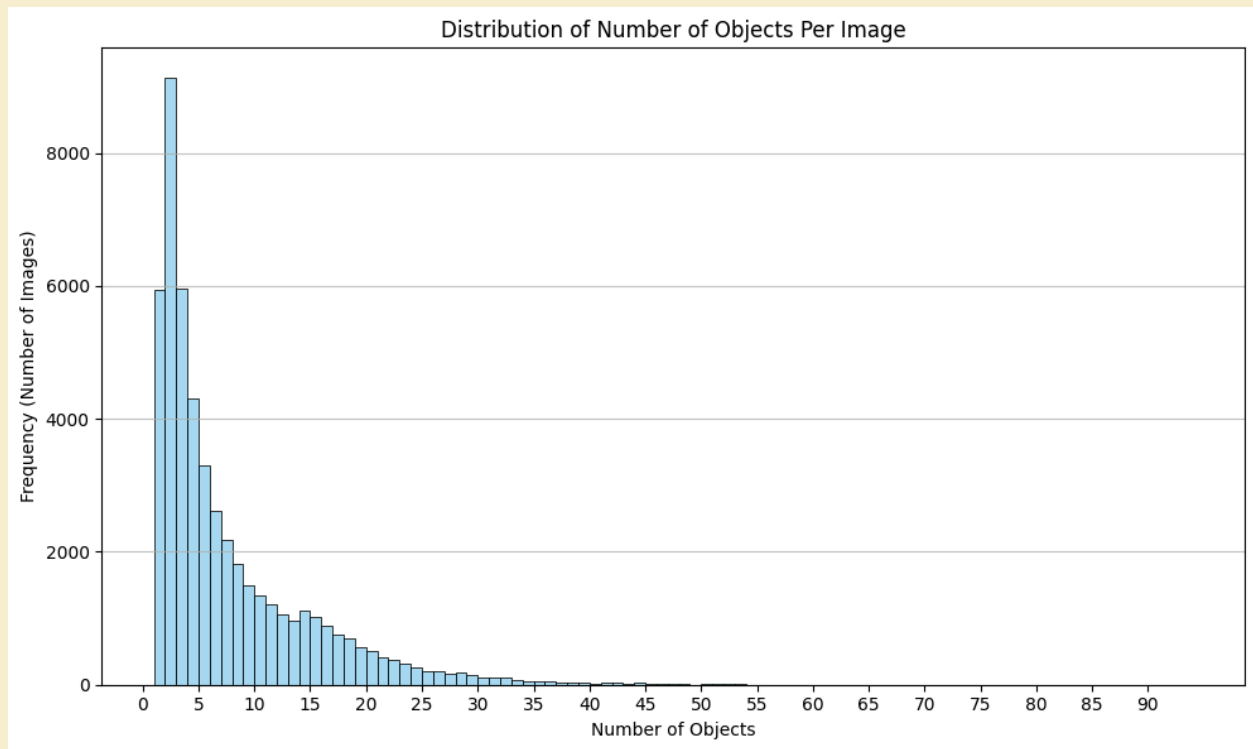 Distribution of Number of Objects Per Image
Frequency (Number of Images)
8000
6000
4000
2000
0
0 5 10 15 20 25 30 35 40 45 50 55 60 65 70 75 80 85 90
Number of Objects